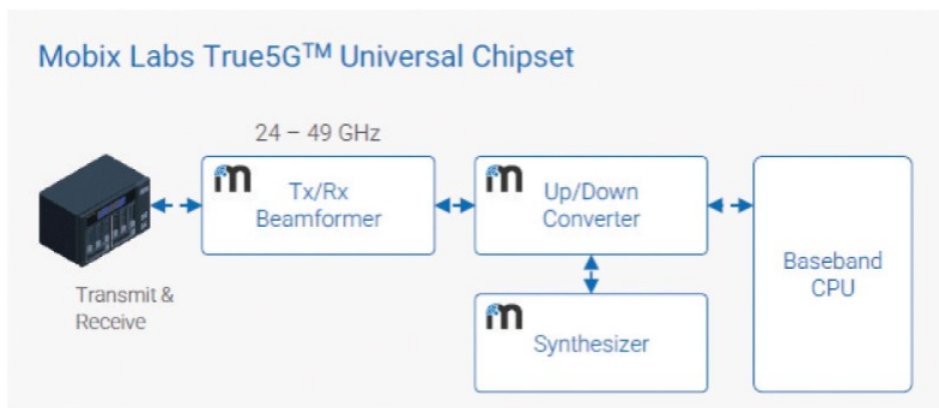 Mobix Labs True5G™ Universal Chipset
24 – 49 GHz
m
Tx/Rx
Beamformer
m
Up/Down
Converter
Baseband
CPU
Transmit &
Receive
m
Synthesizer